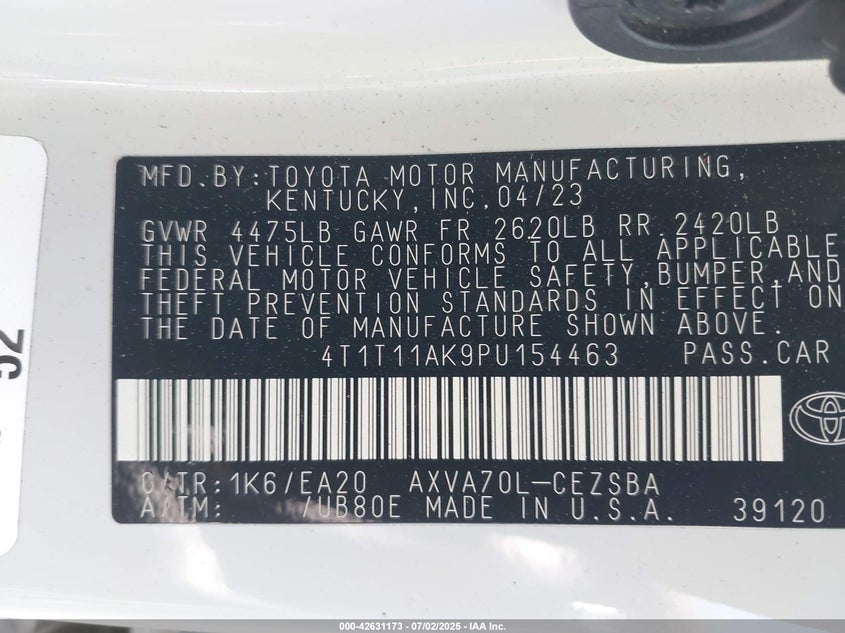 MFD.BY:TOYOTA MOTOR MANUFACTURING,
KENTUCKY,INC.04/23
GVWR 4475LB GAWR FR 2620LB RR 2420LB
THIS VEHICLE CONFORMS TO ALL APPLICABLE
FEDERAL MOTOR VEHICLE SAFETY,BUMPER,AND
THEFT PREVENTION STANDARDS IN EFFECT ON
THE DATE OF MANUFACTURE SHOWN ABOVE.
4T1T11AK9PU154463 PASS.CAR
C/TR:1K6/EA20 AXVA70L-CEZSBA
A/TM: /UB80E MADE IN U.S.A. 39120
52
000-42631173 - 07/02/2025 - IAA Inc.